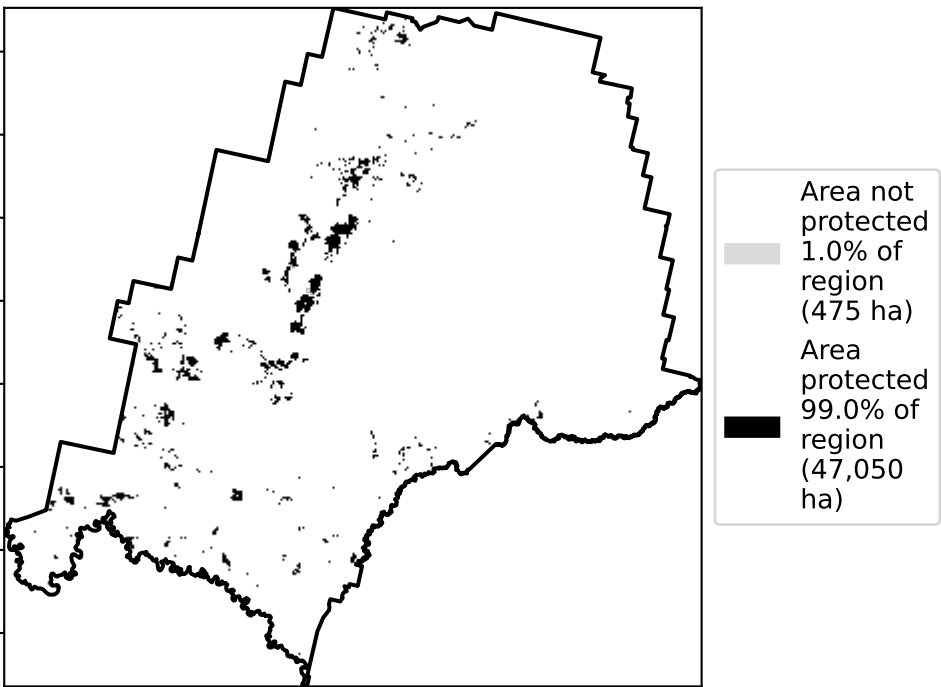 Area not
protected
1.0% of
region
(475 ha)
Area
protected
99.0% of
region
(47,050
ha)